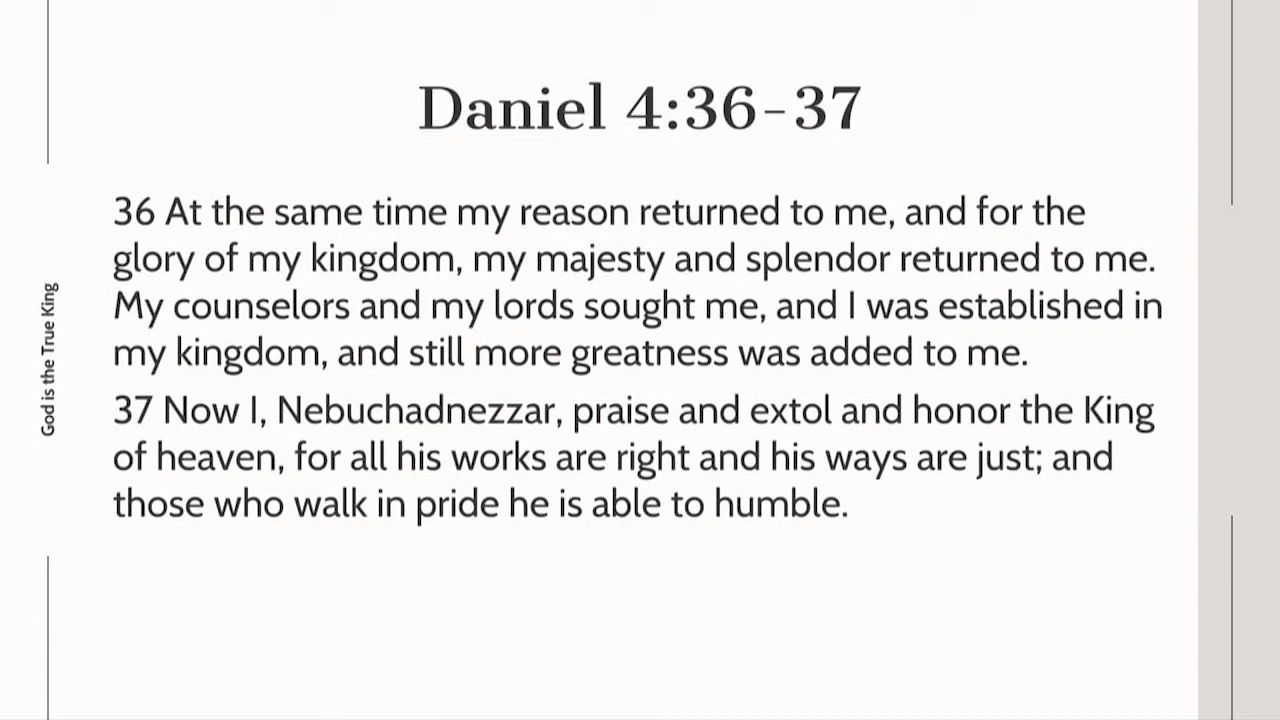 Daniel 4:36-37
36 At the same time my reason returned to me, and for the
glory of my kingdom, my majesty and splendor returned to me.
My counselors and my lords sought me, and I was established in
my kingdom, and still more greatness was added to me.
37 Now I, Nebuchadnezzar, praise and extol and honor the King
of heaven, for all his works are right and his ways are just; and
those who walk in pride he is able to humble.
God is the True King